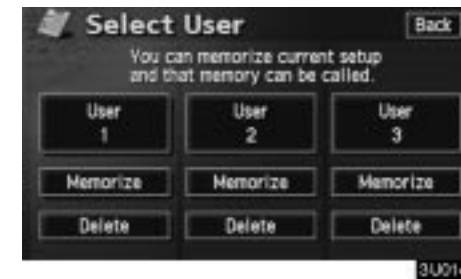 Select User
Back
You can memorize current setup
and that memory can be called.
User User User
1 2 3
Memorize Memorize Memorize
Delete Delete Delete